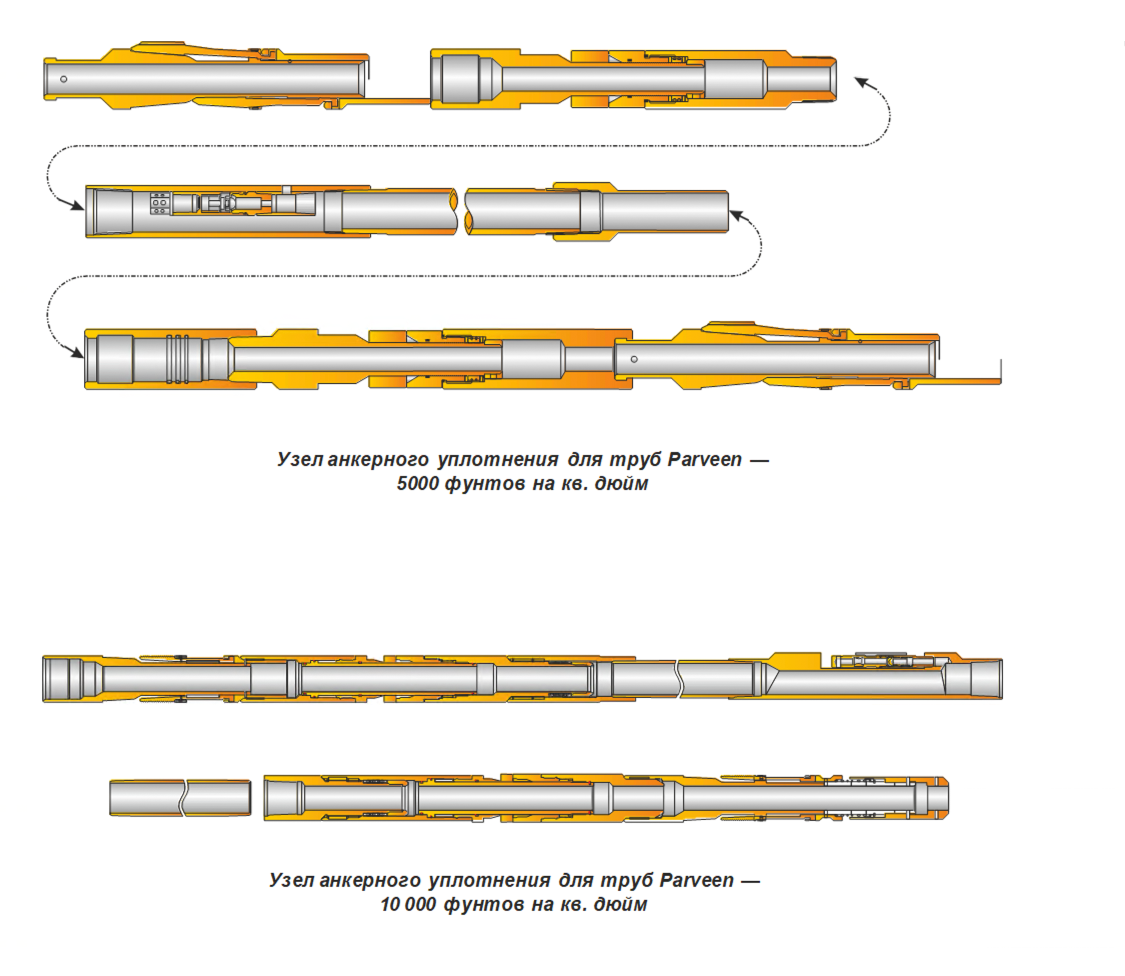 Узел анкерного уплотнения для труб Parveen —
5000 фунтов на кв. дюйм
Узел анкерного уплотнения для труб Parveen —
10 000 фунтов на кв. дюйм